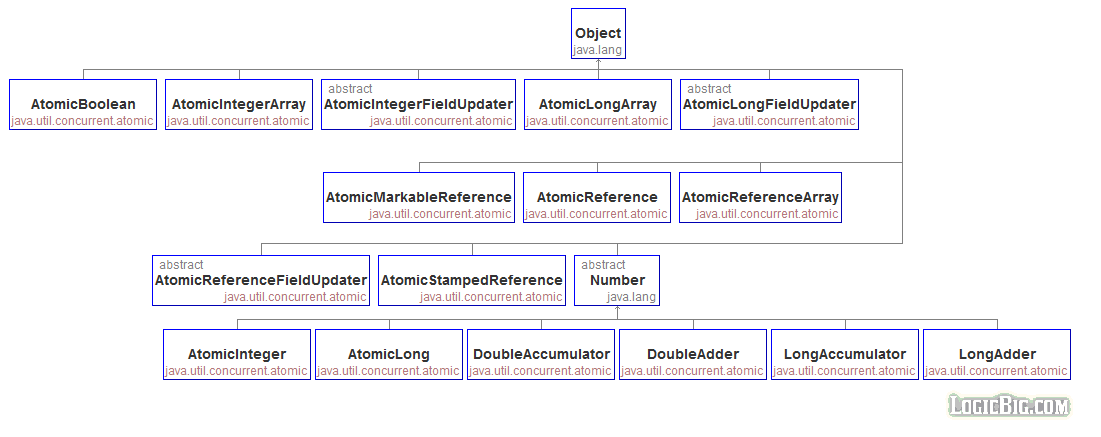 Object
java.lang
abstract
abstract
AtomicBoolean
AtomicIntegerArray
AtomicIntegerFieldUpdater
AtomicLongArray
AtomicLongFieldUpdater
java.util.concurrent.atomic
java.util.concurrent.atomic
java.util.concurrent.atomic
java.util.concurrent.atomic
java.util.concurrent.atomic
AtomicMarkableReference
AtomicReference
AtomicReferenceArray
java.util.concurrent.atomic
java.util.concurrent.atomic
java.util.concurrent.atomic
abstract
abstract
AtomicReferenceFieldUpdater
AtomicStampedReference
Number
java.util.concurrent.atomic
java.util.concurrent.atomic
java.lang
AtomicInteger
AtomicLong
DoubleAccumulator
DoubleAdder
LongAccumulator
LongAdder
java.util.concurrent.atomic
java.util.concurrent.atomic
java.util.concurrent.atomic
java.util.concurrent.atomic
java.util.concurrent.atomic
java.util.concurrent.atomic
LogicBig.com